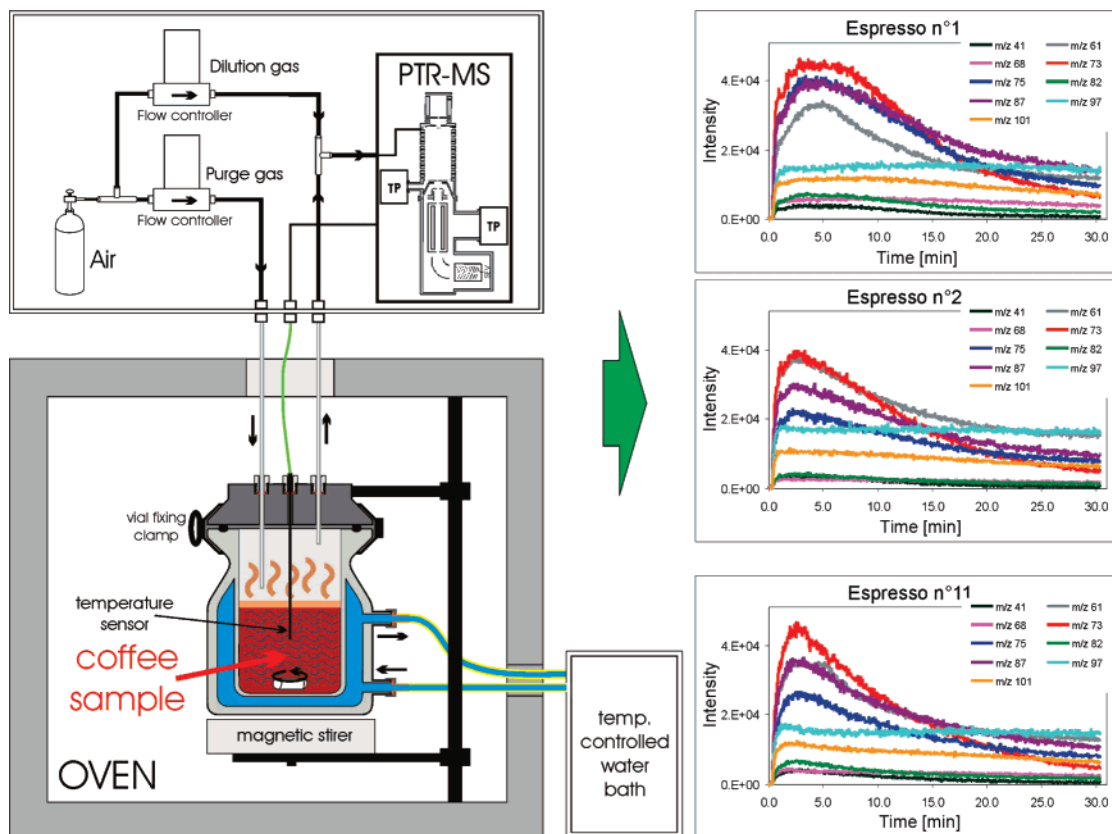 Dilution gas
Flow controller
Purge gas
Flow controller
Air
PTR-MS
TP
TP
SEV
vial fixing
clamp
temperature
sensor
coffee
sample
magnetic stirer
OVEN
temp.
controlled
water
bath
Espresso n°1
m/z 41
m/z 61
m/z 68
m/z 73
m/z 75
m/z 82
m/z 87
m/z 97
m/z 101
Intensity
4.E+04
2.E+04
0.E+00
0.0 5.0 10.0 15.0 20.0 25.0 30.0
Time [min]
Espresso n°2
m/z 41
m/z 61
m/z 68
m/z 73
m/z 75
m/z 82
m/z 87
m/z 97
m/z 101
Intensity
4.E+04
2.E+04
0.E+00
0.0 5.0 10.0 15.0 20.0 25.0 30.0
Time [min]
Espresso n°11
m/z 41
m/z 61
m/z 68
m/z 73
m/z 75
m/z 82
m/z 87
m/z 97
m/z 101
Intensity
4.E+04
2.E+04
0.E+00
0.0 5.0 10.0 15.0 20.0 25.0 30.0
Time [min]